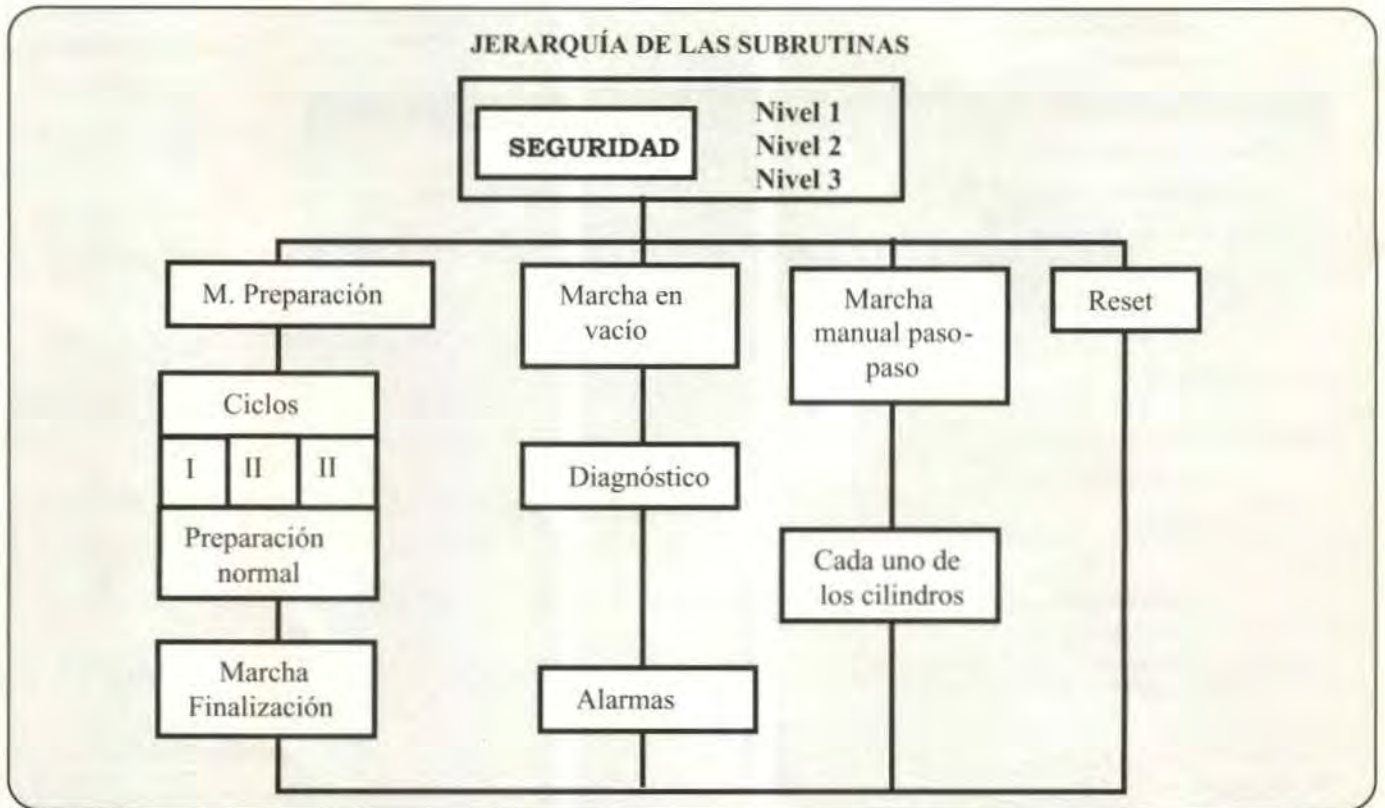 JERARQUÍA DE LAS SUBRUTINAS
SEGURIDAD
Nivel 1
Nivel 2
Nivel 3
M. Preparación
Ciclos
I II II
Preparación
normal
Marcha
Finalización
Marcha en
vacío
Diagnóstico
Alarmas
Marcha
manual paso-
paso
Cada uno de
los cilindros
Reset